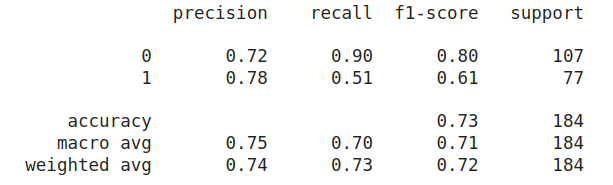 precision recall f1-score support
0 0.72 0.90 0.80 107
1 0.78 0.51 0.61 77
accuracy 0.73 184
macro avg 0.75 0.70 0.71 184
weighted avg 0.74 0.73 0.72 184